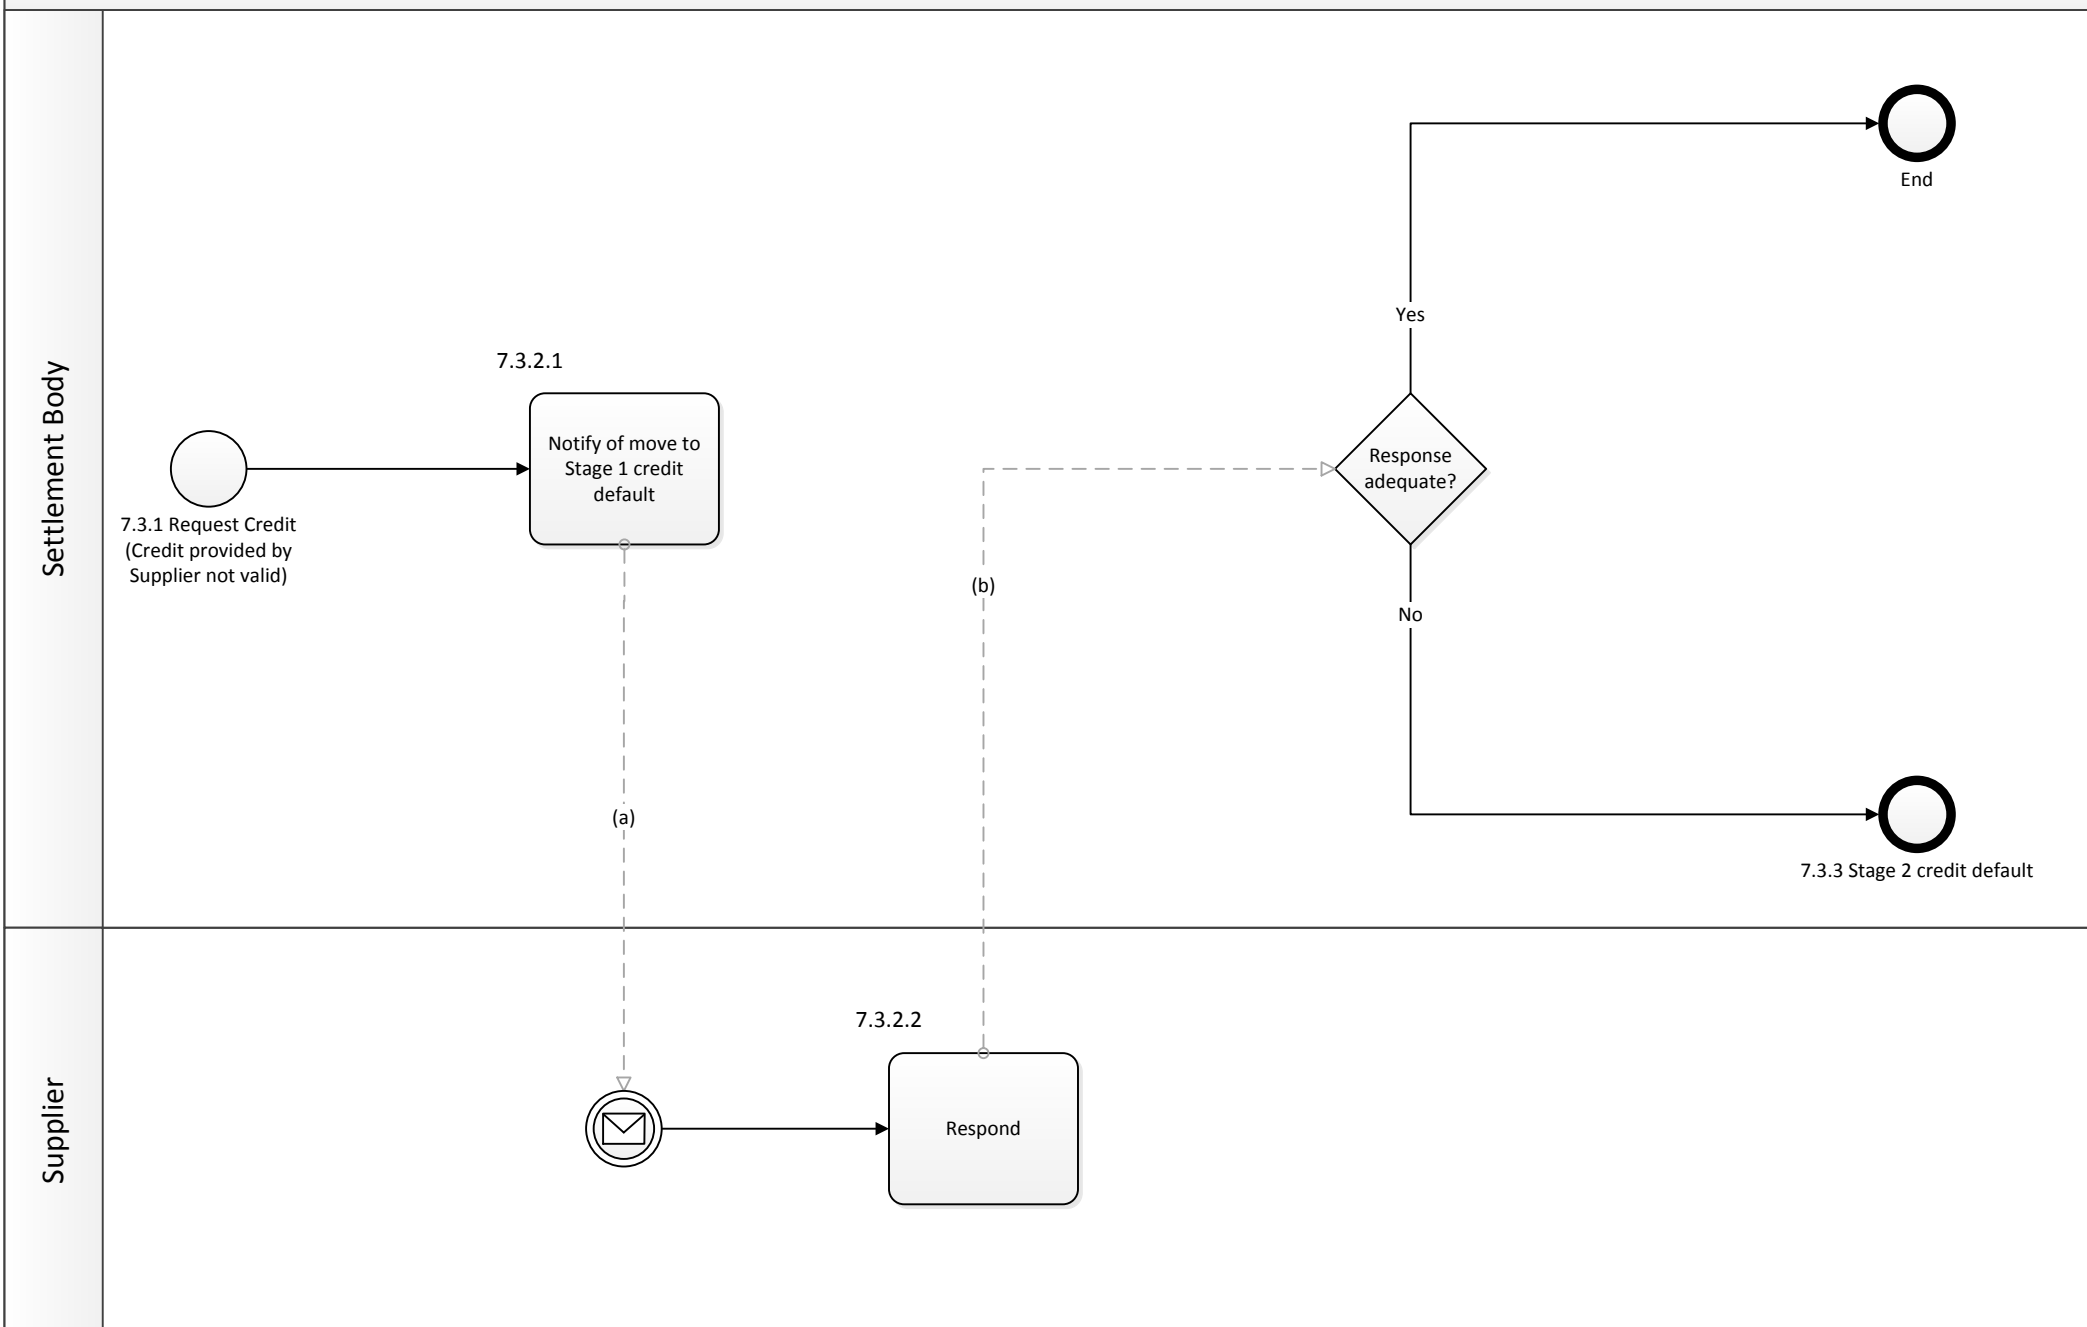 Settlement Body
End
Yes
7.3.2.1
Notify of move to
Stage 1 credit
default
Response
adequate?
7.3.1 Request Credit
(Credit provided by
Supplier not valid)
(b)
No
(a)
7.3.3 Stage 2 credit default
Supplier
7.3.2.2
Respond